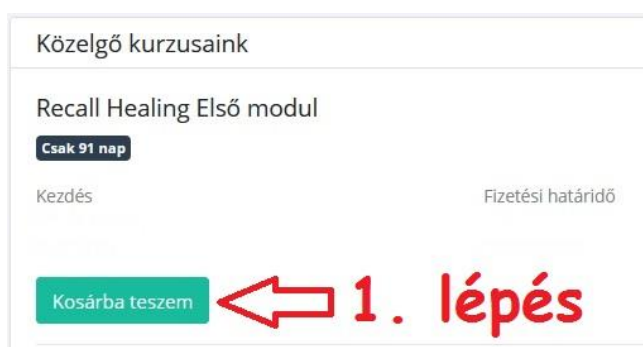 Közelgő kurzusaink
Recall Healing Első modul
Csak 91 nap
Kezdés Fizetési határidő
Kosárba teszem 1. lépés